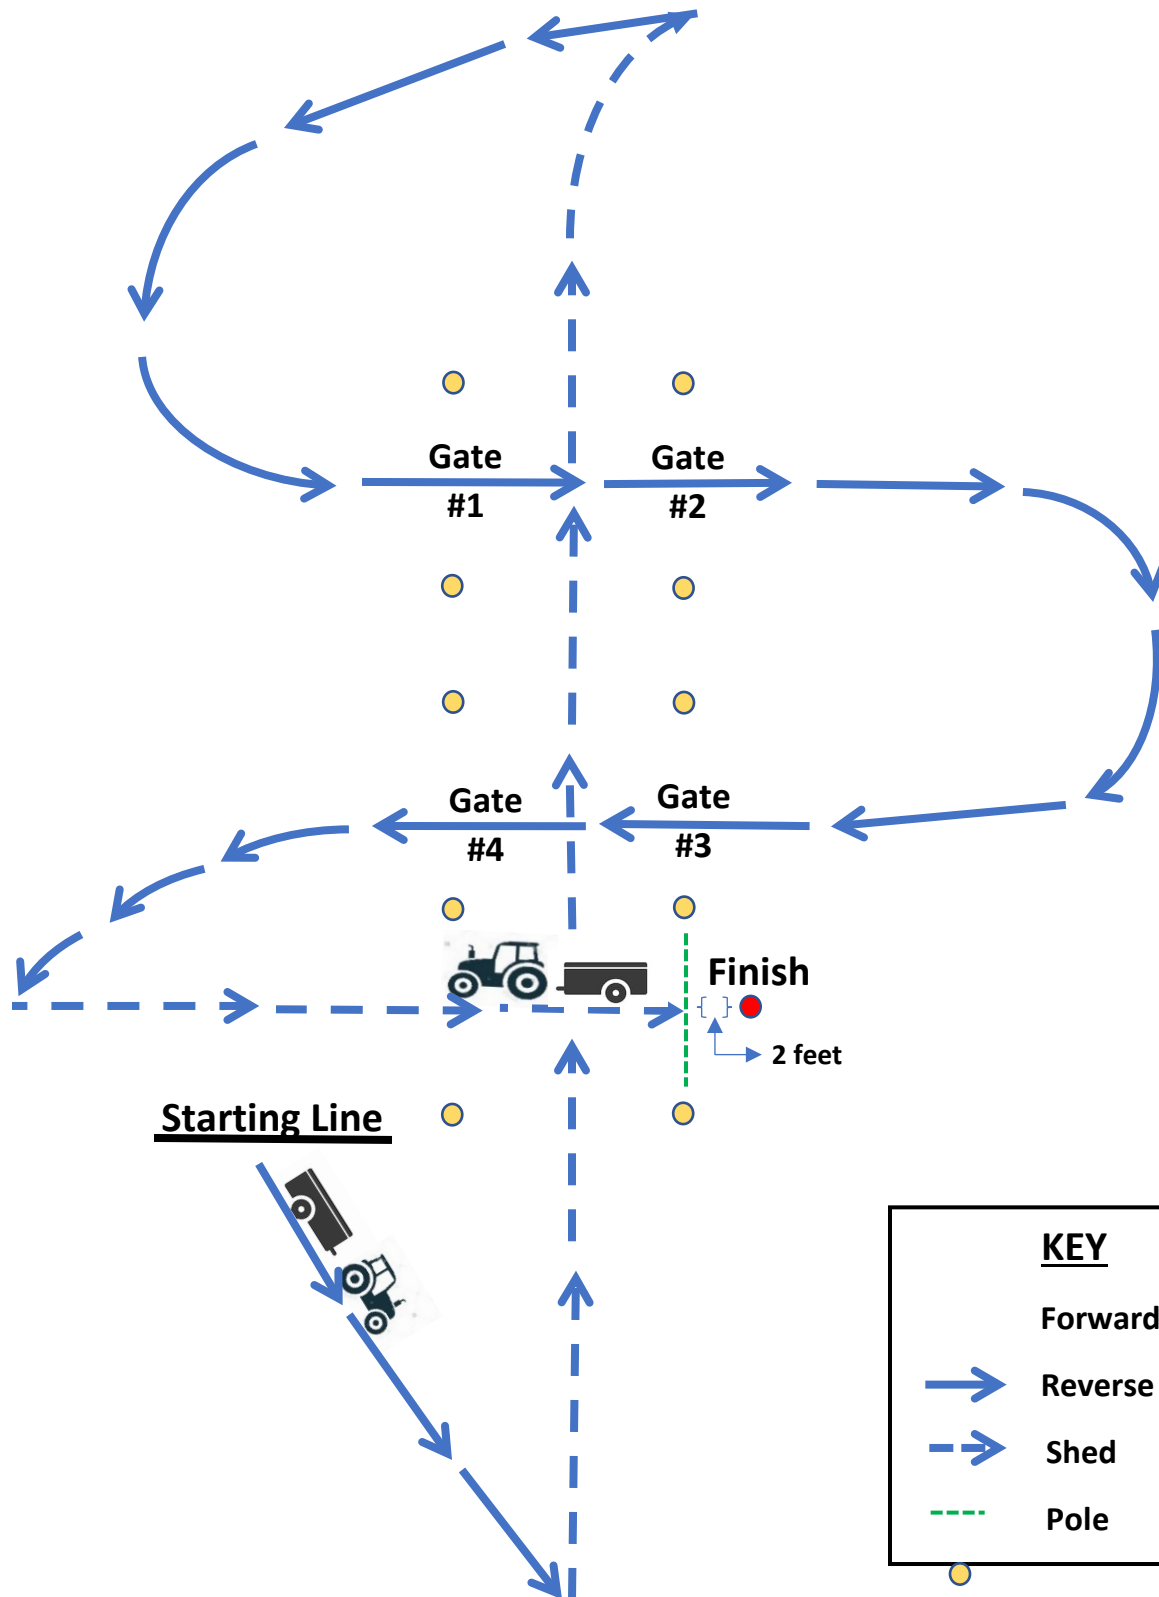 Gate
#1
Gate
#2
Gate
#4
Gate
#3
Finish
2 feet
Starting Line
KEY
Forward
Reverse
Shed
Pole